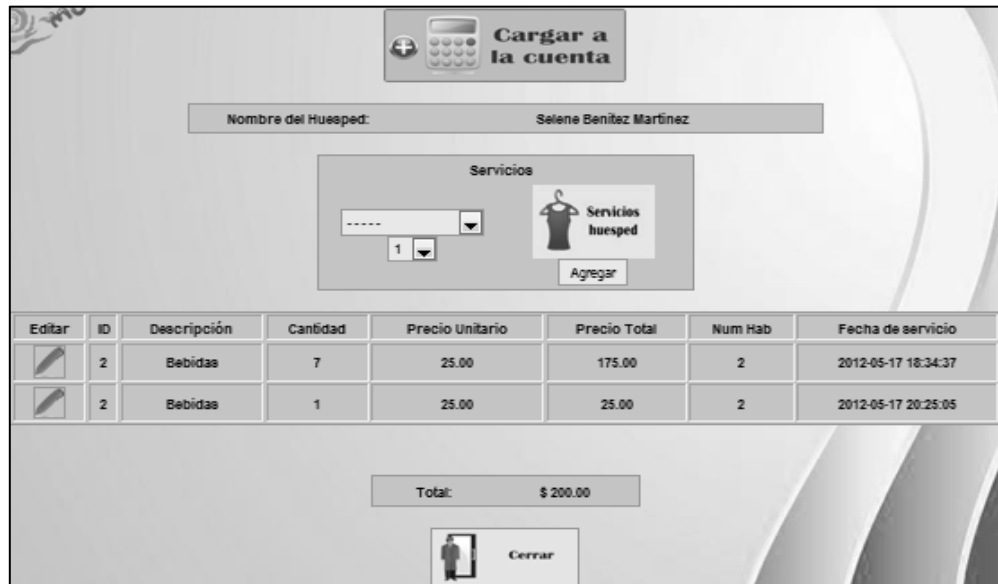 Cargar a
la cuenta
Nombre del Huesped: Selene Benítez Martínez
Servicios
-----
1
Servicios
huesped
Agregar
Editar ID Descripción Cantidad Precio Unitario Precio Total Num Hab Fecha de servicio
2 Bebidas 7 25.00 175.00 2 2012-05-17 18:34:37
2 Bebidas 1 25.00 25.00 2 2012-05-17 20:25:05
Total: $ 200.00
Cerrar